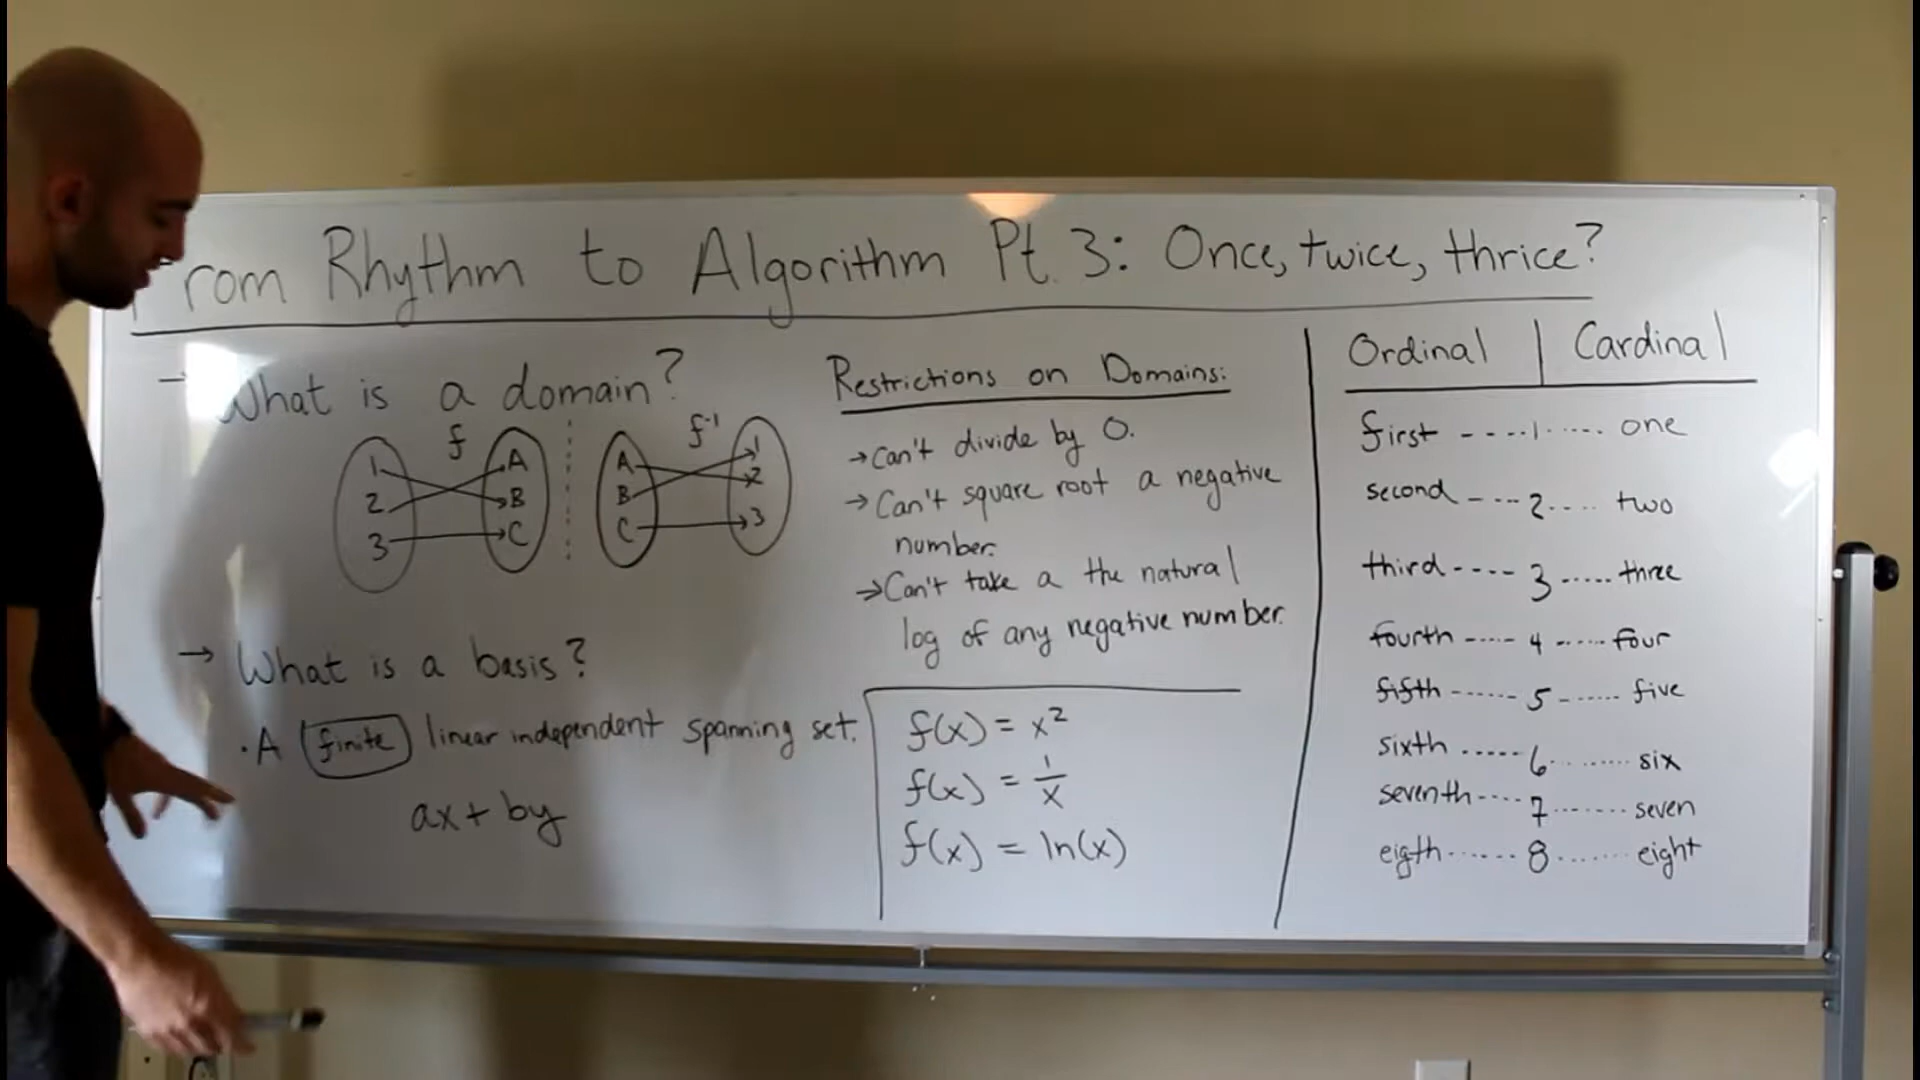 From Rhythm to Algorithm Pt. 3: Once, twice, thrice?
→ What is a domain?
f
1
2
3
A
B
C
f⁻¹
A
B
C
1
2
3
→ What is a basis?
· A finite linear independent spanning set.
ax + by
Restrictions on Domains:
→ Can't divide by 0.
→ Can't square root a negative
number.
→ Can't take a the natural
log of any negative number.
f(x) = x²
f(x) = 1/x
f(x) = ln(x)
Ordinal | Cardinal
first ----1----- one
second ----2.... two
third ---- 3 ..... three
fourth ----- 4 ..... four
fifth ------ 5 ...... five
sixth ..... 6 ........ six
seventh ---- 7 ....... seven
eigth ...... 8 ....... eight